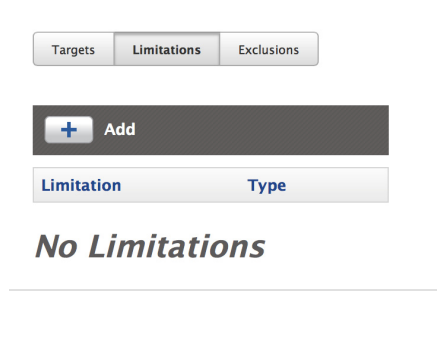 Targets Limitations Exclusions
+ Add
Limitation Type
No Limitations